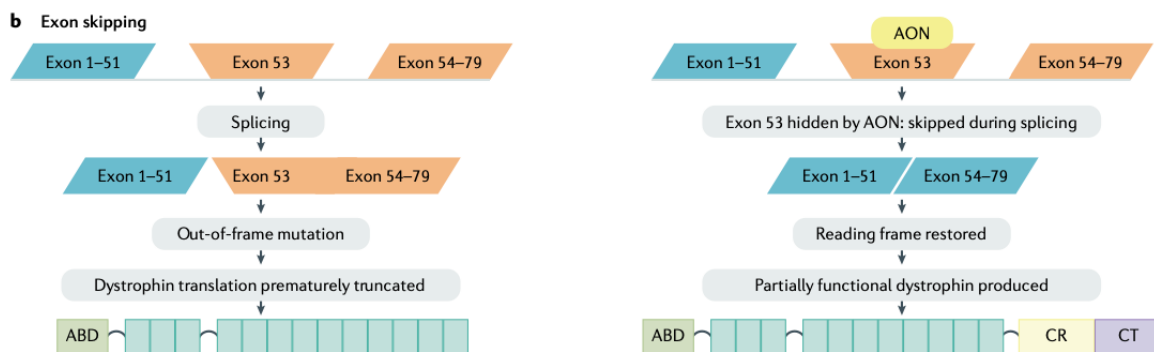 b Exon skipping
Exon 1–51
Exon 53
Exon 54–79
Splicing
Exon 1–51
Exon 53
Exon 54–79
Out-of-frame mutation
Dystrophin translation prematurely truncated
ABD
AON
Exon 1–51
Exon 53
Exon 54–79
Exon 53 hidden by AON: skipped during splicing
Exon 1–51
Exon 54–79
Reading frame restored
Partially functional dystrophin produced
ABD
CR
CT